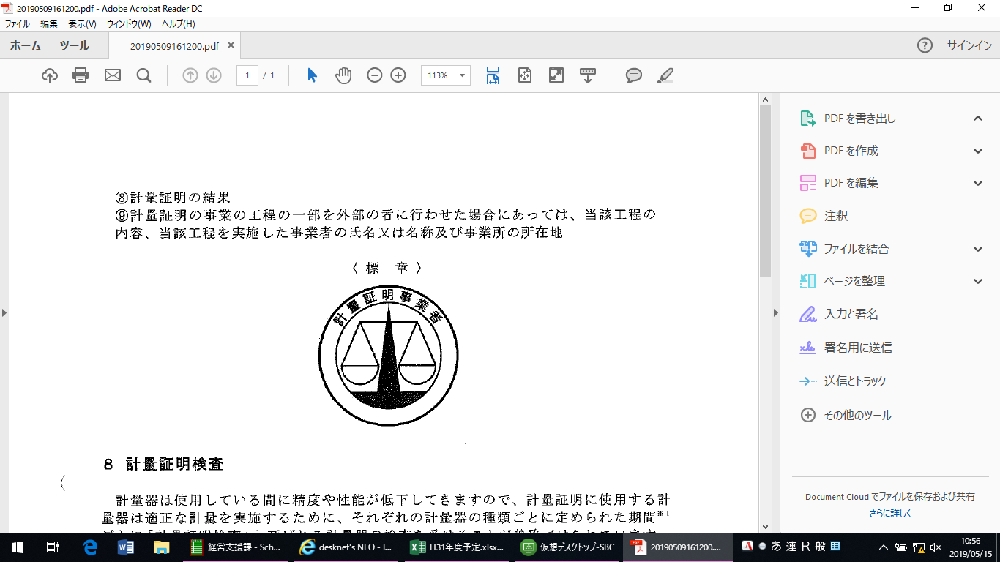 20190509161200.pdf - Adobe Acrobat Reader DC
ファイル 編集 表示(V) ウィンドウ(W) ヘルプ(H)
ホーム ツール 20190509161200.pdf × サインイン
1 / 1 113%
⑧計量証明の結果
⑨計量証明の事業の工程の一部を外部の者に行わせた場合にあっては、当該工程の
内容、当該工程を実施した事業者の氏名又は名称及び事業所の所在地
〈 標 章 〉
計量証明事業者
8 計量証明検査
計量器は使用している間に精度や性能が低下してきますので、計量証明に使用する計
量器は適正な計量を実施するために、それぞれの計量器の種類ごとに定められた期間※1
PDF を書き出し
PDF を作成
PDF を編集
注釈
ファイルを結合
ページを整理
入力と署名
署名用に送信
送信とトラック
その他のツール
Document Cloud でファイルを保存および共有
さらに詳しく
経営支援課 - Sch... desknet's NEO - I... H31年度予定.xlsx... 仮想デスクトップ-SBC 20190509161200.... あ 連 R 般 10:56
2019/05/15